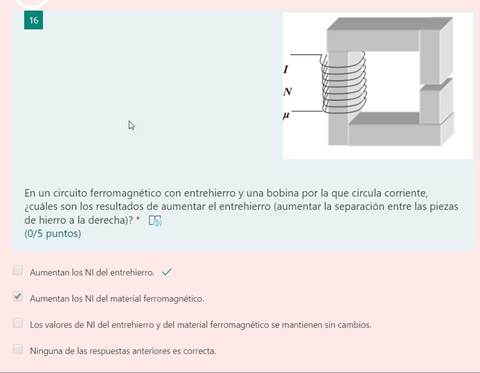 16
I
N
μ
En un circuito ferromagnético con entrehierro y una bobina por la que circula corriente,
¿cuáles son los resultados de aumentar el entrehierro (aumentar la separación entre las piezas
de hierro a la derecha)? *
(0/5 puntos)
Aumentan los NI del entrehierro.
Aumentan los NI del material ferromagnético.
Los valores de NI del entrehierro y del material ferromagnético se mantienen sin cambios.
Ninguna de las respuestas anteriores es correcta.